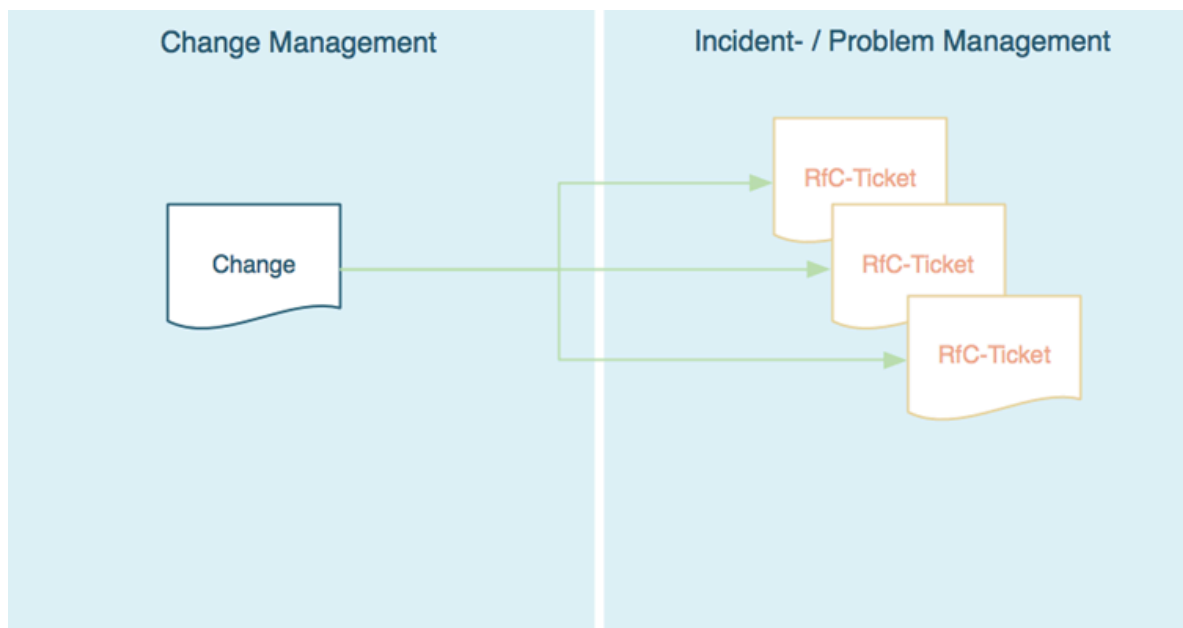 Change Management
Incident- / Problem Management
RfC-Ticket
Change
RfC-Ticket
RfC-Ticket